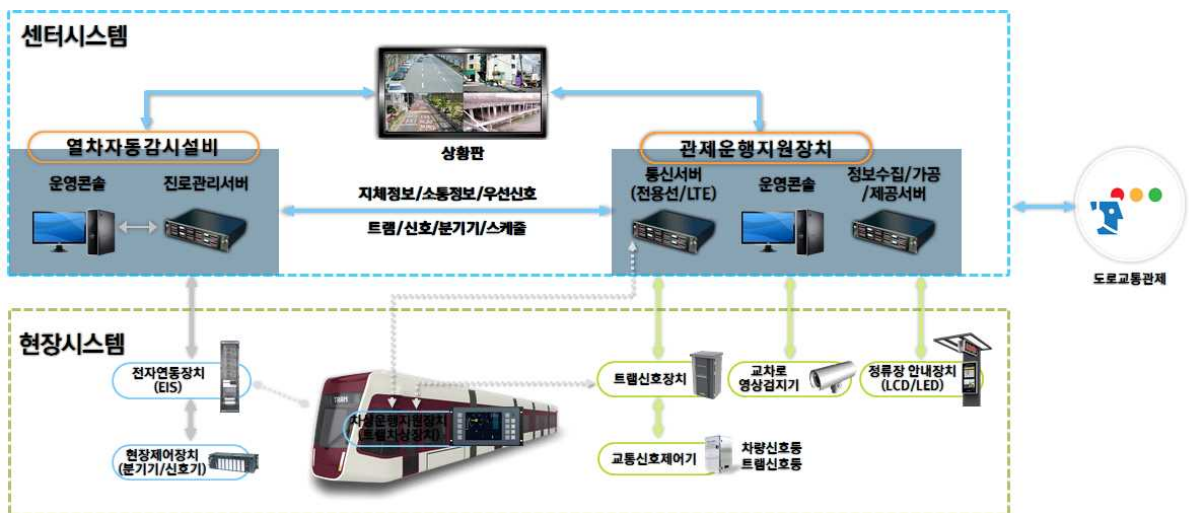 센터시스템
열차자동감시설비
운영콘솔
진로관리서버
상황판
지체정보/소통정보/우선신호
트램/신호/분기기/스케줄
관제운행지원장치
통신서버
(전용선/LTE)
운영콘솔
정보수집/가공
/제공서버
도로교통관제
현장시스템
전자연동장치
(EIS)
현장제어장치
(분기기/신호기)
TRAM
차상운행지원장치
(트램차상장치)
트램신호장치
교통신호제어기
차량신호등
트램신호등
교차로
영상검지기
정류장 안내장치
(LCD/LED)